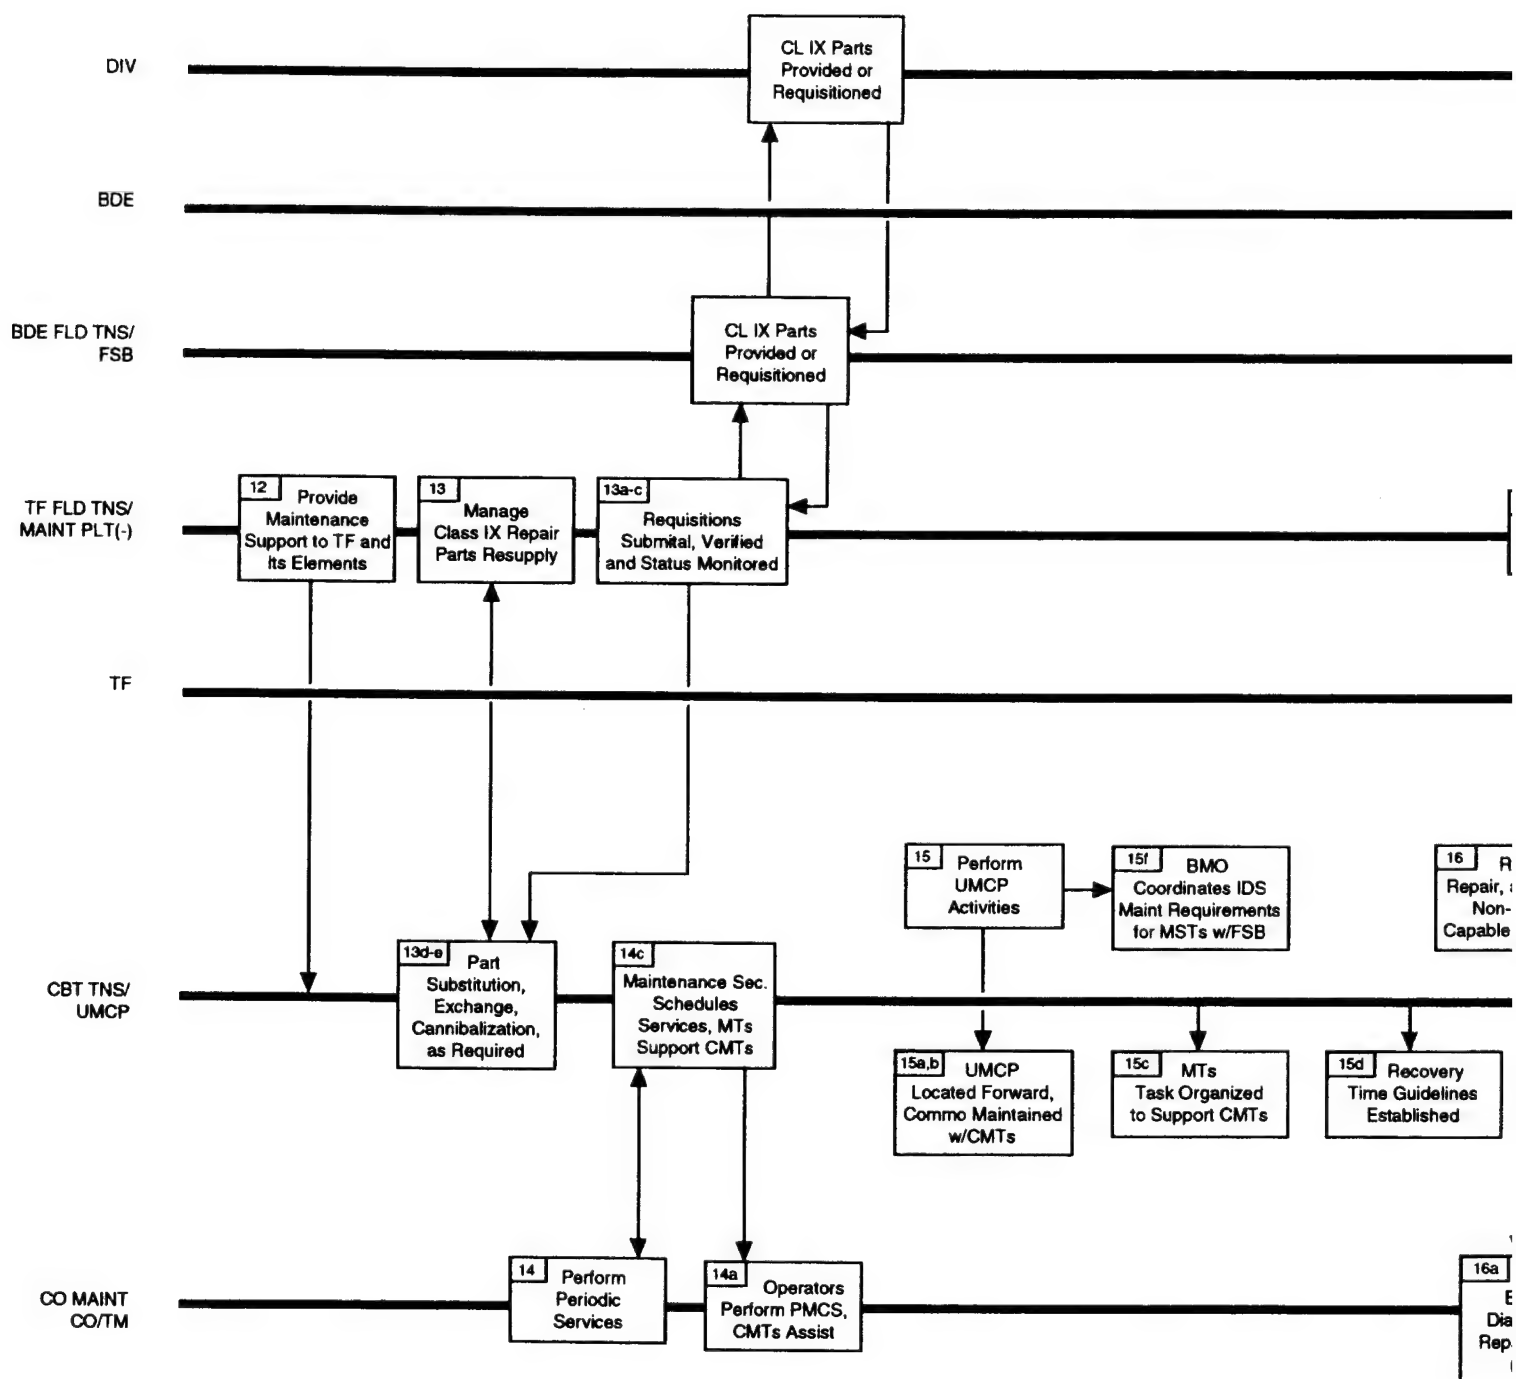 DIV
CL IX Parts
Provided or
Requisitioned
BDE
BDE FLD TNS/
FSB
CL IX Parts
Provided or
Requisitioned
TF FLD TNS/
MAINT PLT(-)
12 Provide
Maintenance
Support to TF and
Its Elements
13
Manage
Class IX Repair
Parts Resupply
13a-c
Requisitions
Submital, Verified
and Status Monitored
TF
15 Perform
UMCP
Activities
15f BMO
Coordinates IDS
Maint Requirements
for MSTs w/FSB
16 R
Repair,
Non-
Capable
CBT TNS/
UMCP
13d-e
Part
Substitution,
Exchange,
Cannibalization,
as Required
14c
Maintenance Sec.
Schedules
Services, MTs
Support CMTs
15a,b UMCP
Located Forward,
Commo Maintained
w/CMTs
15c MTs
Task Organized
to Support CMTs
15d Recovery
Time Guidelines
Established
CO MAINT
CO/TM
14 Perform
Periodic
Services
14a Operators
Perform PMCS,
CMTs Assist
16a
E
Dia
Rep